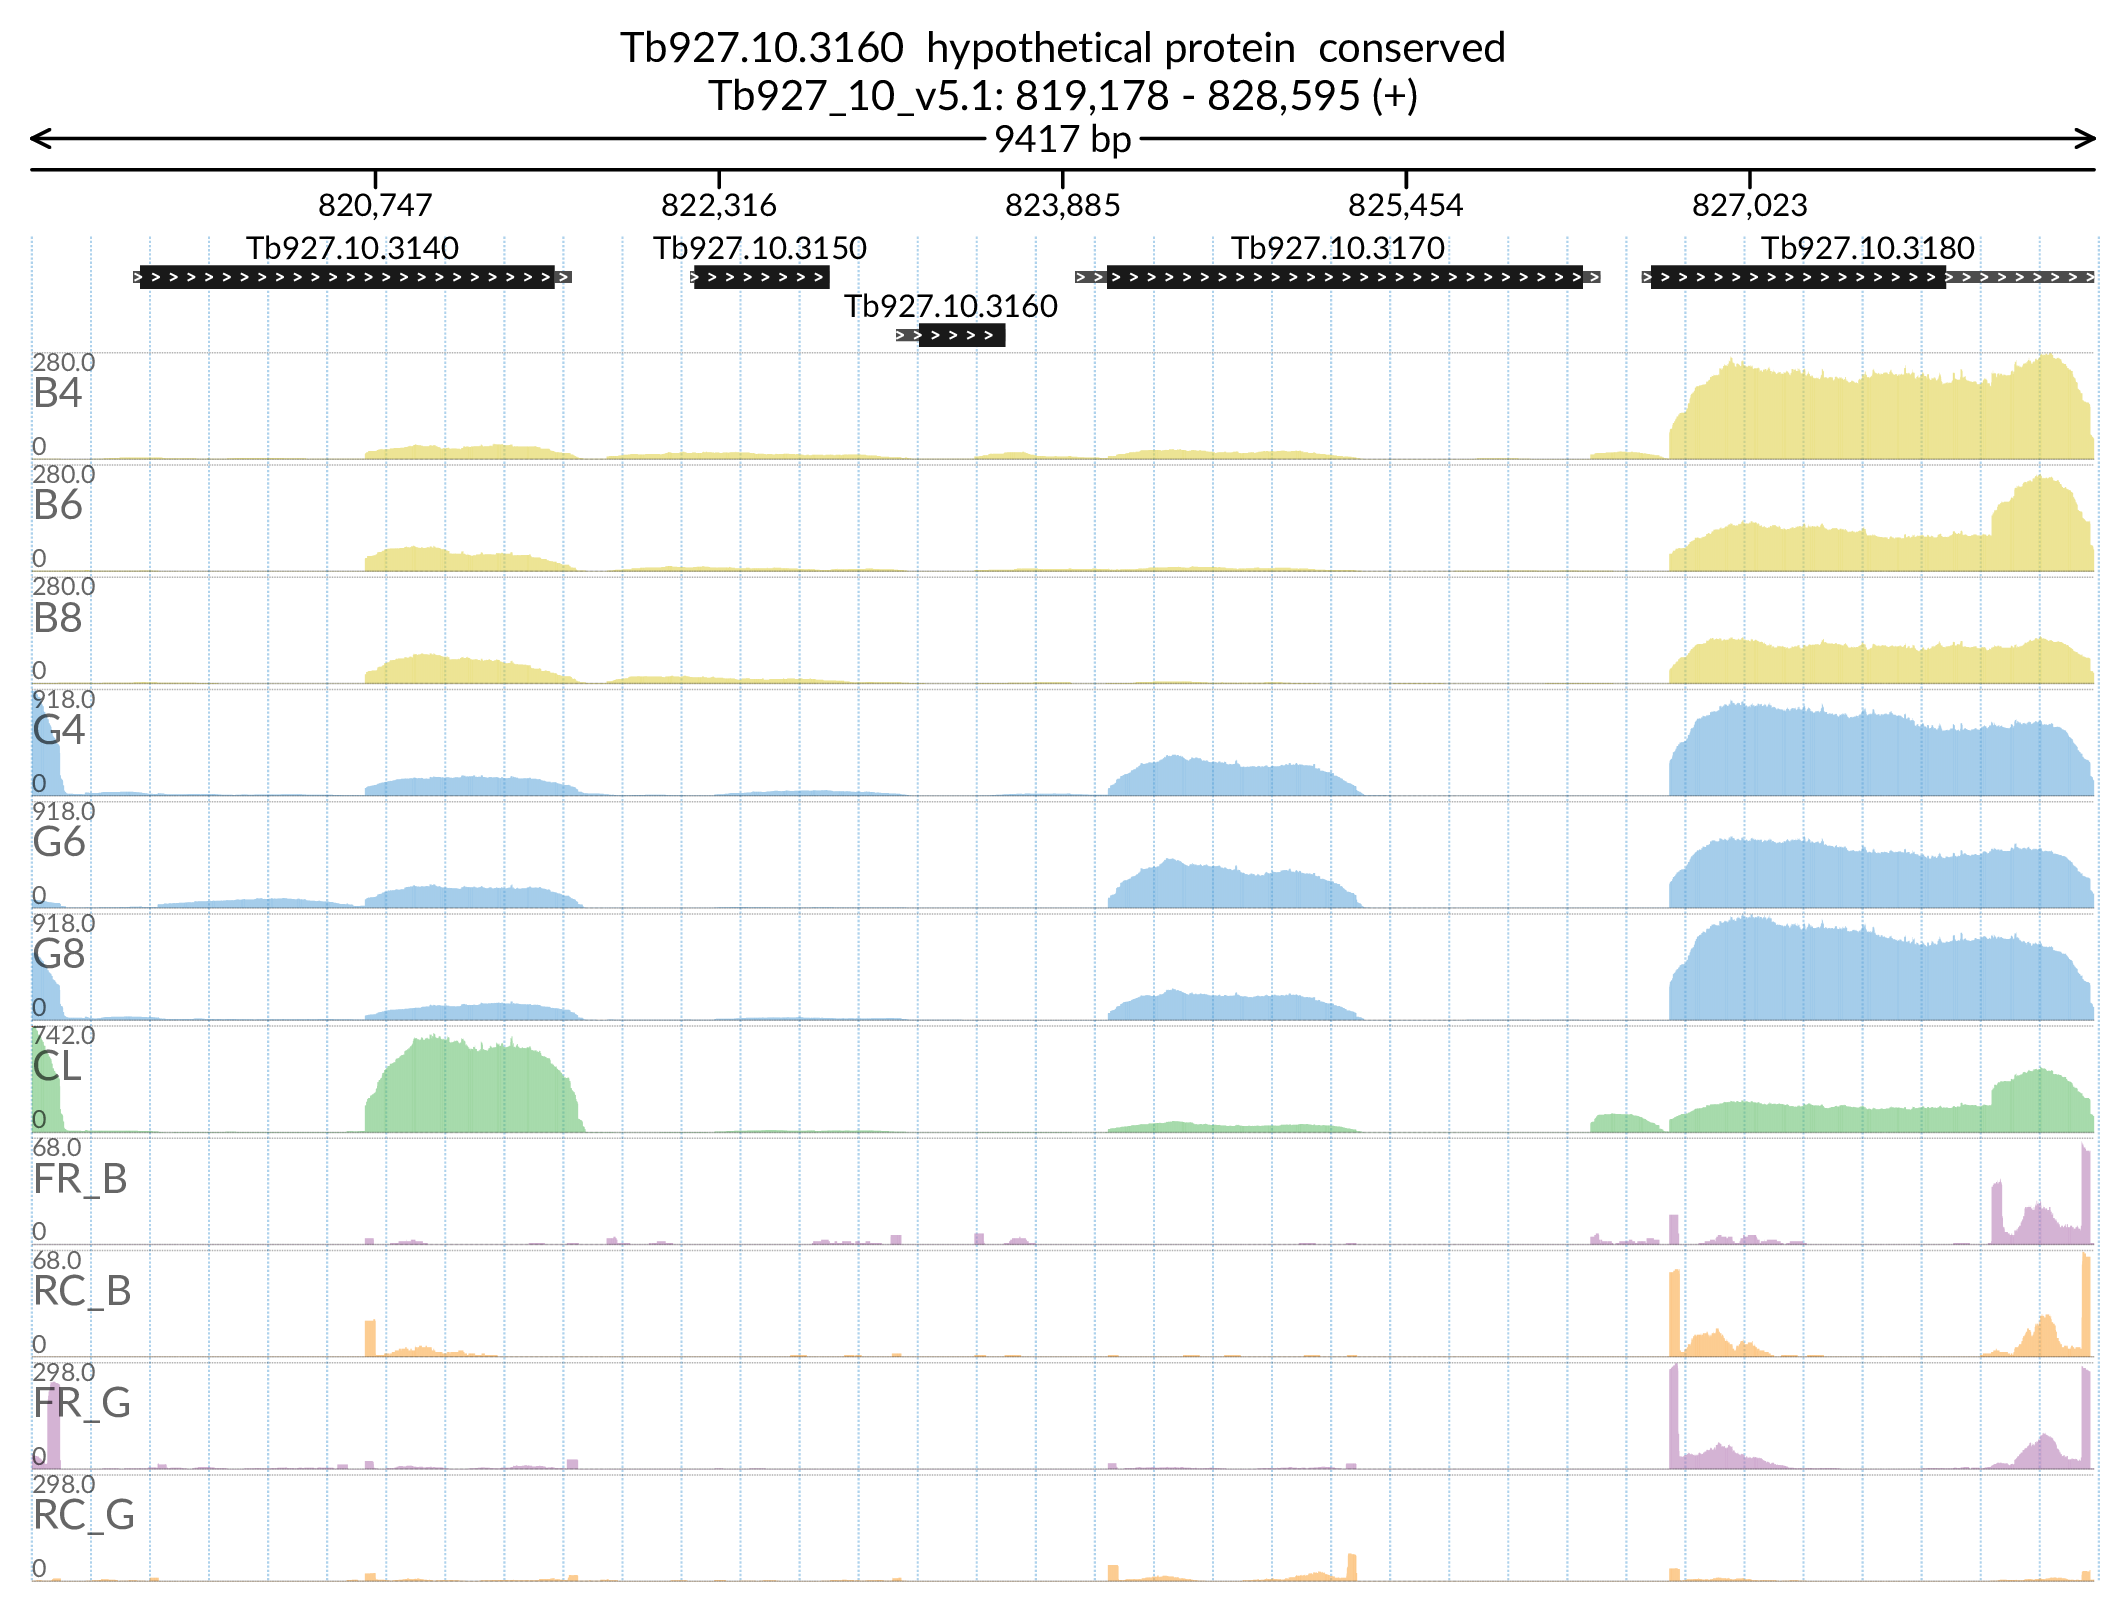 Tb927.10.3160  hypothetical protein  conserved
Tb927_10_v5.1: 819,178 - 828,595 (+)
9417 bp
820,747 822,316 823,885 825,454 827,023
Tb927.10.3140 Tb927.10.3150 Tb927.10.3170 Tb927.10.3180
Tb927.10.3160
280.0
B4
0
280.0
B6
0
280.0
B8
0
918.0
G4
0
918.0
G6
0
918.0
G8
0
742.0
CL
0
68.0
FR_B
0
68.0
RC_B
0
298.0
FR_G
0
298.0
RC_G
0